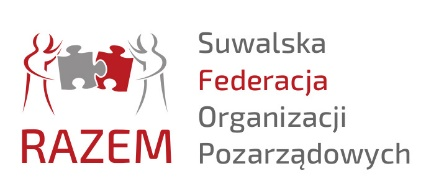 RAZEM
Suwalska
Federacja
Organizacji
Pozarządowych